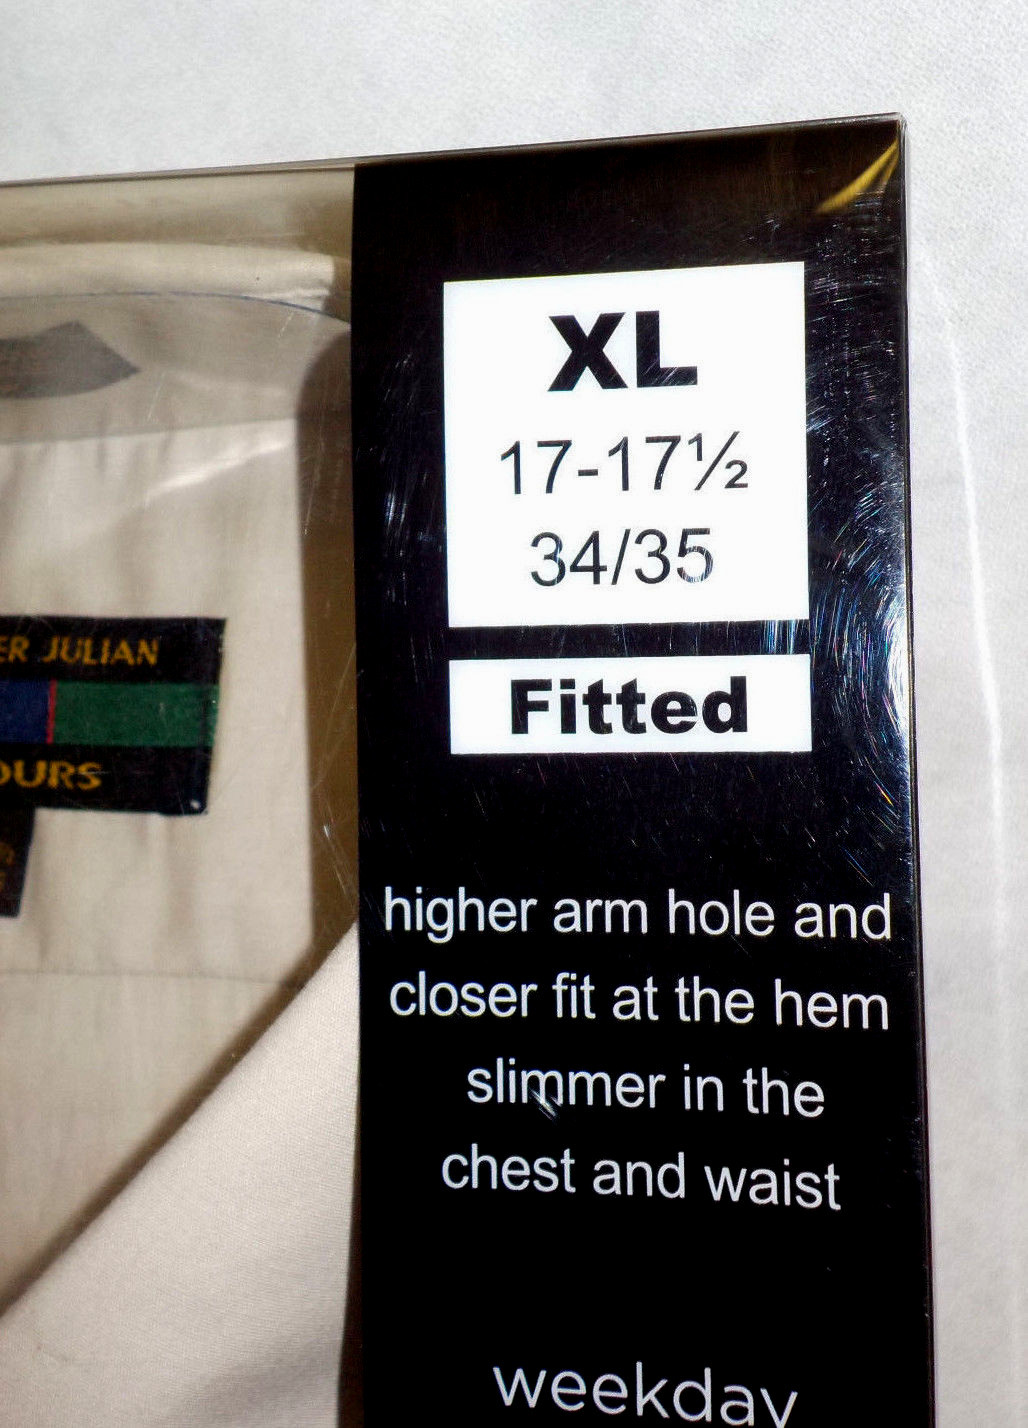 XL
17-17½
34/35
Fitted
ER JULIAN
OURS
higher arm hole and
closer fit at the hem
slimmer in the
chest and waist
weekday